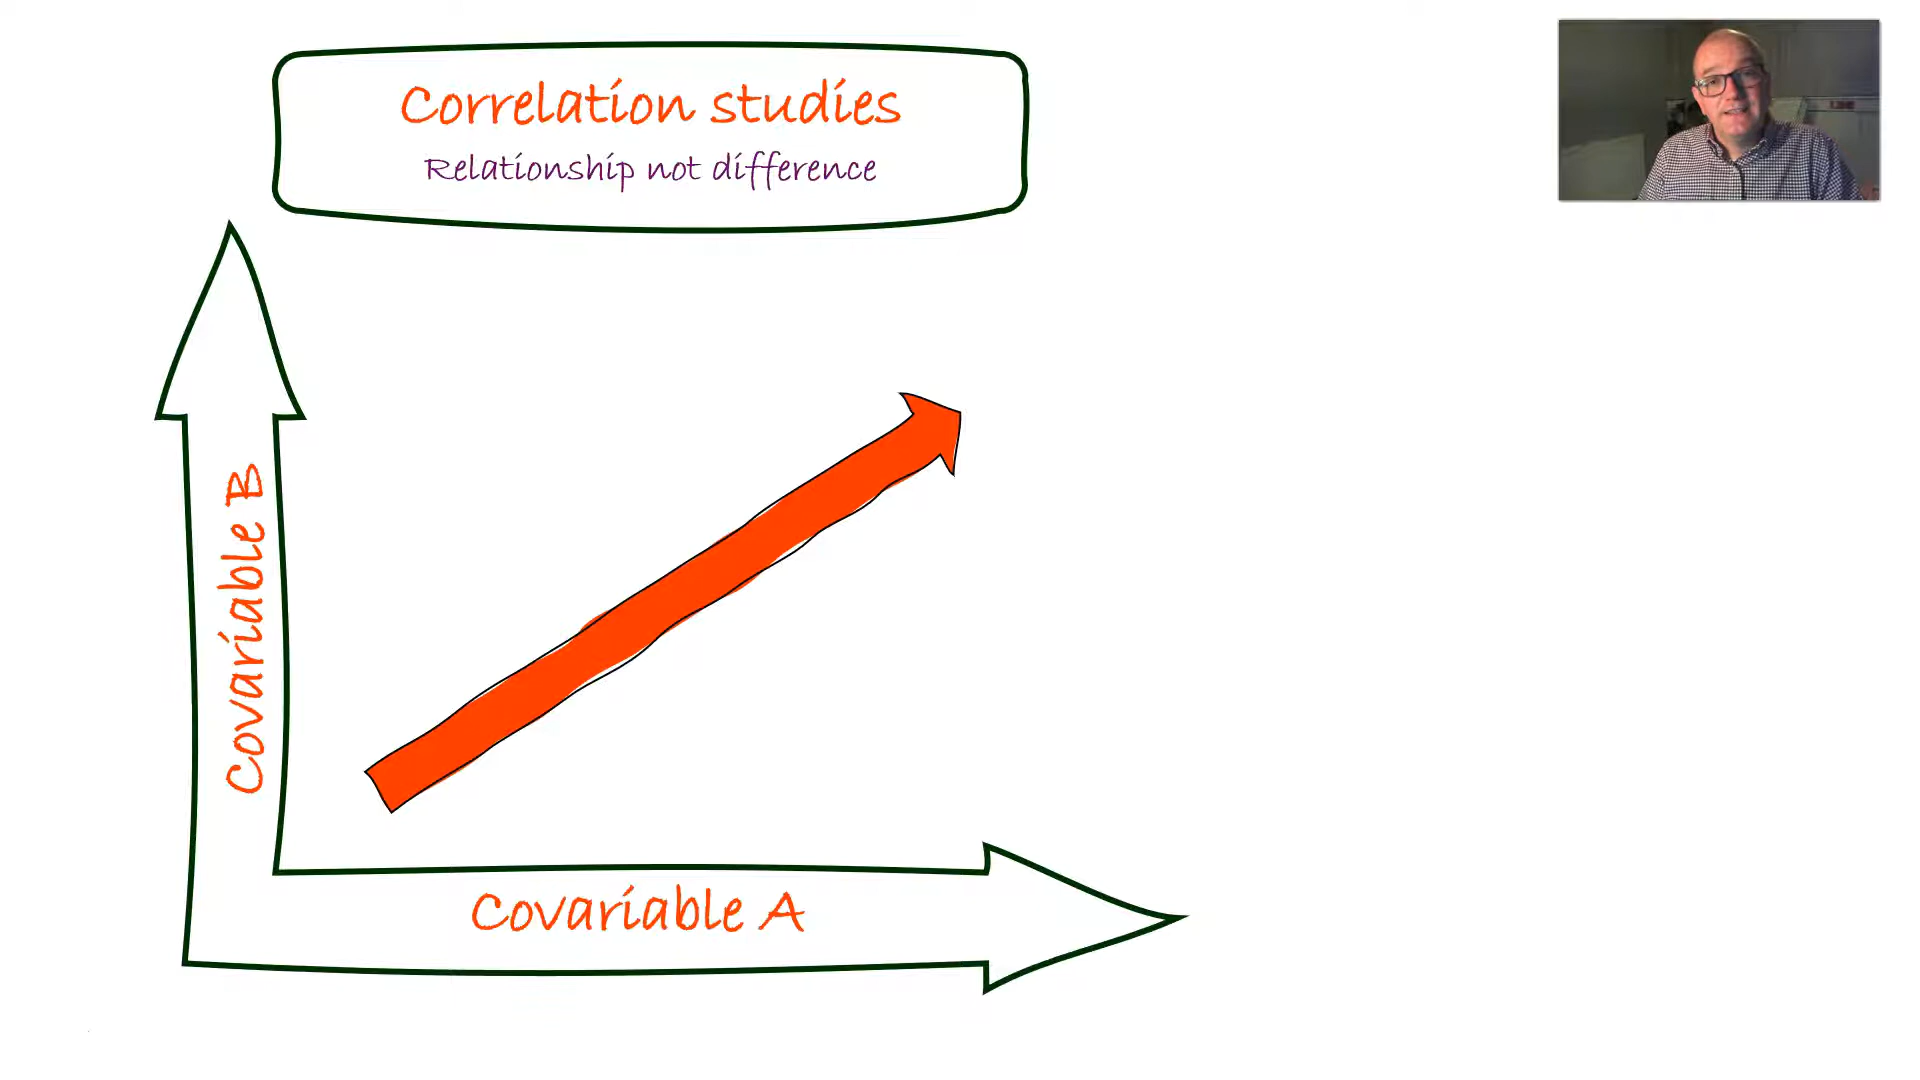 Correlation studies
Relationship not difference
Covariable B
Covariable A